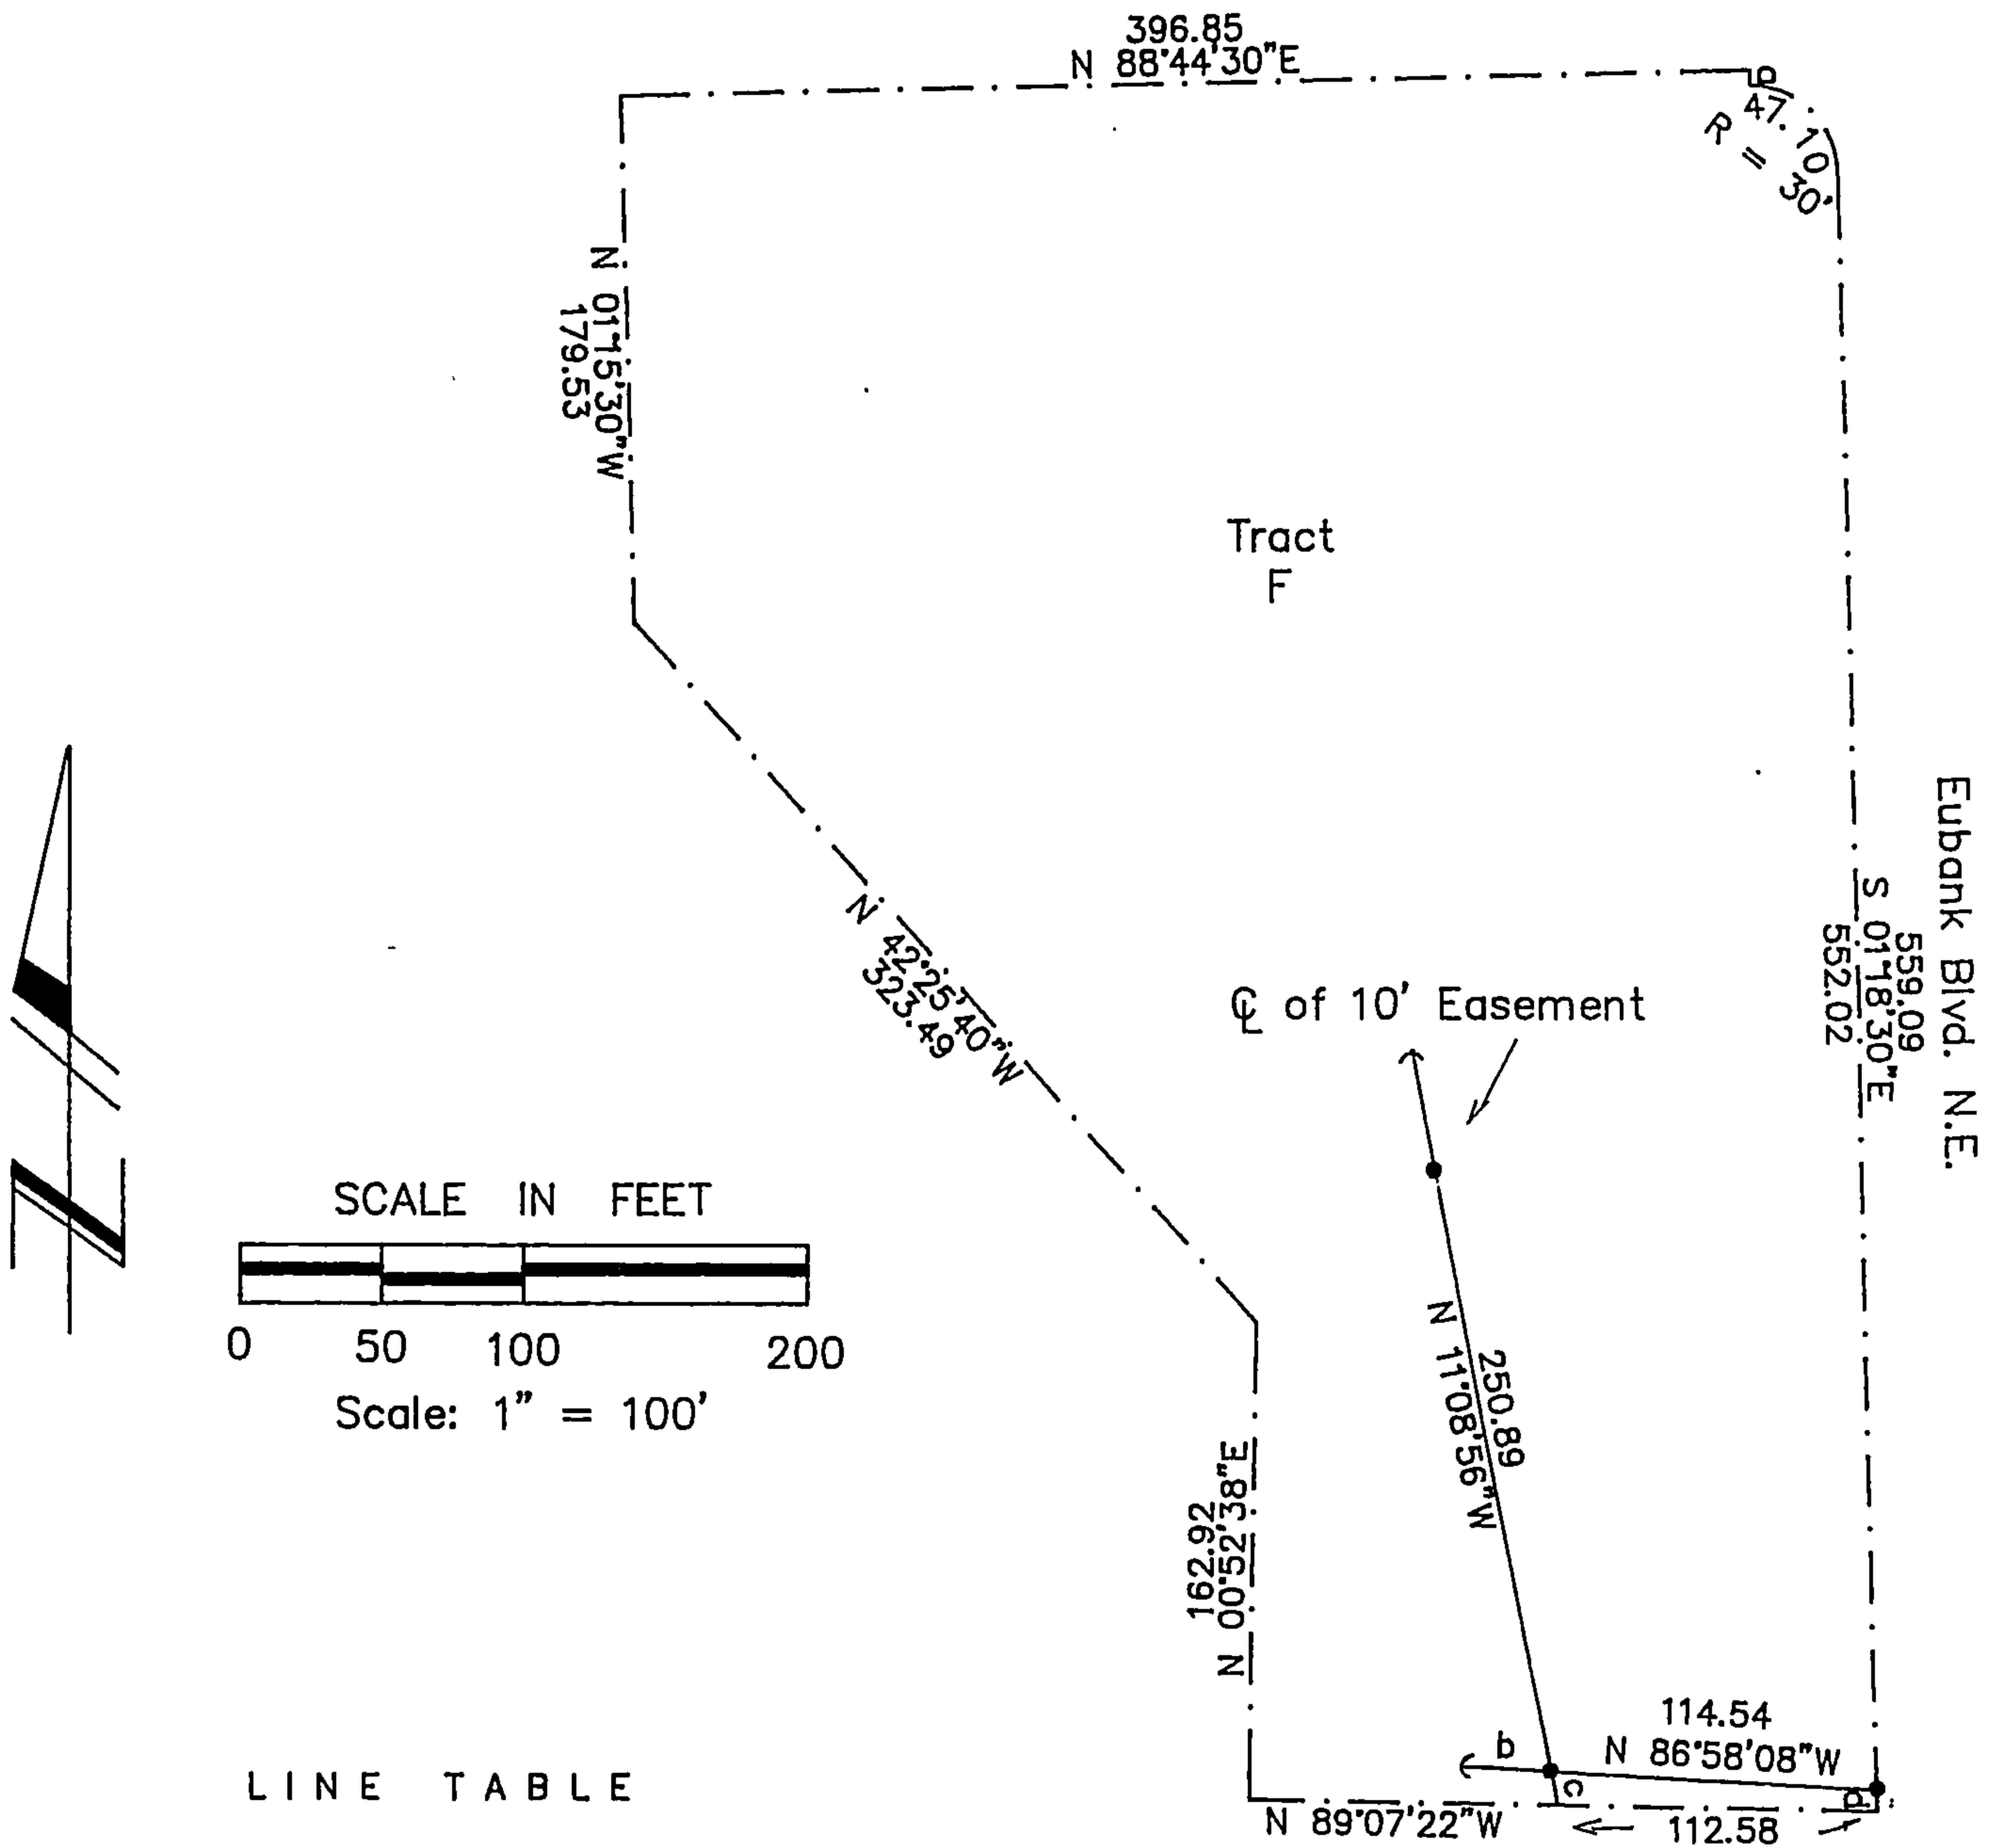 396.85
N 88°44'30"E
a
47.10
R = 30'
N 01°15'30"W
179.53
Tract
F
Eubank Blvd. N.E.
559.09
S 01°18'30"E
552.02
N 42°25'40"W
323.49
℄ of 10' Easement
SCALE IN FEET
0 50 100 200
Scale: 1" = 100'
250.89
N 11°08'56"W
162.92
N 00°52'38"E
114.54
N 86°58'08"W
b
c
d
LINE TABLE
N 89°07'22"W
112.58